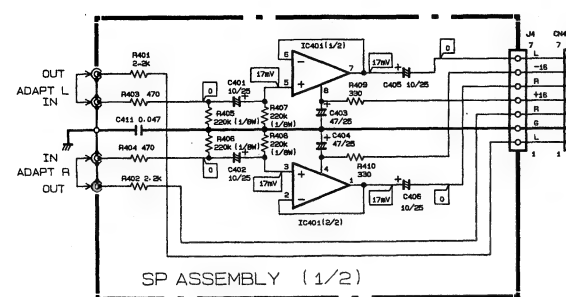 J4 CN4
7 7
L
-16
R
+16
R
G
L
1 1
OUT
ADAPT L
IN
IN
ADAPT R
OUT
R401
2-2K
R403 470
C411 0.047
R404 470
R402 2-2K
0
C401
10/25
+
R405
220k (1/8W)
R406
220k (1/8W)
0
C402
10/25
+
R407
220k
(1/8W)
R408
220k
(1/8W)
17mV
17mV
IC401(1/2)
6
5
7
8
-
+
17mV
+
C405
10/25
0
R409
330
C403
47/25
C404
47/25
R410
330
3
2
1
4
+
-
IC401(2/2)
17mV
+
C406
10/25
0
SP ASSEMBLY (1/2)